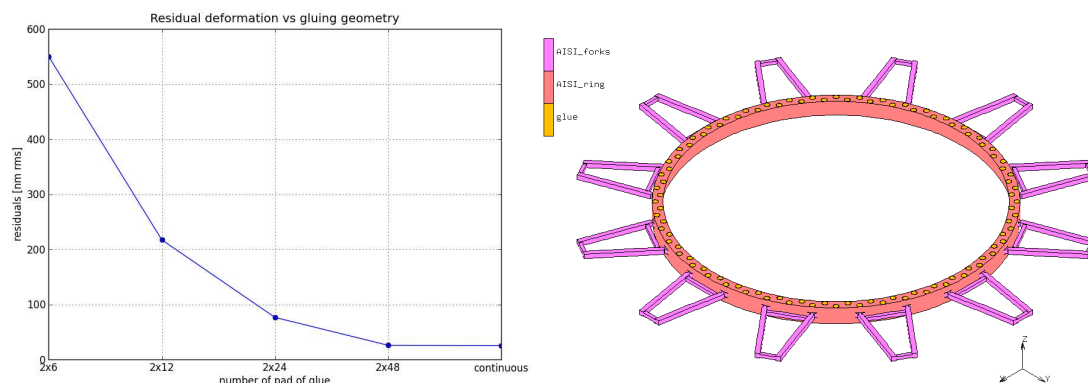 Residual deformation vs gluing geometry
600
500
400
300
200
100
0
residuals [nm rms]
2x6 2x12 2x24 2x48 continuous
number of pad of glue
AISI_forks
AISI_ring
glue
Z
Y